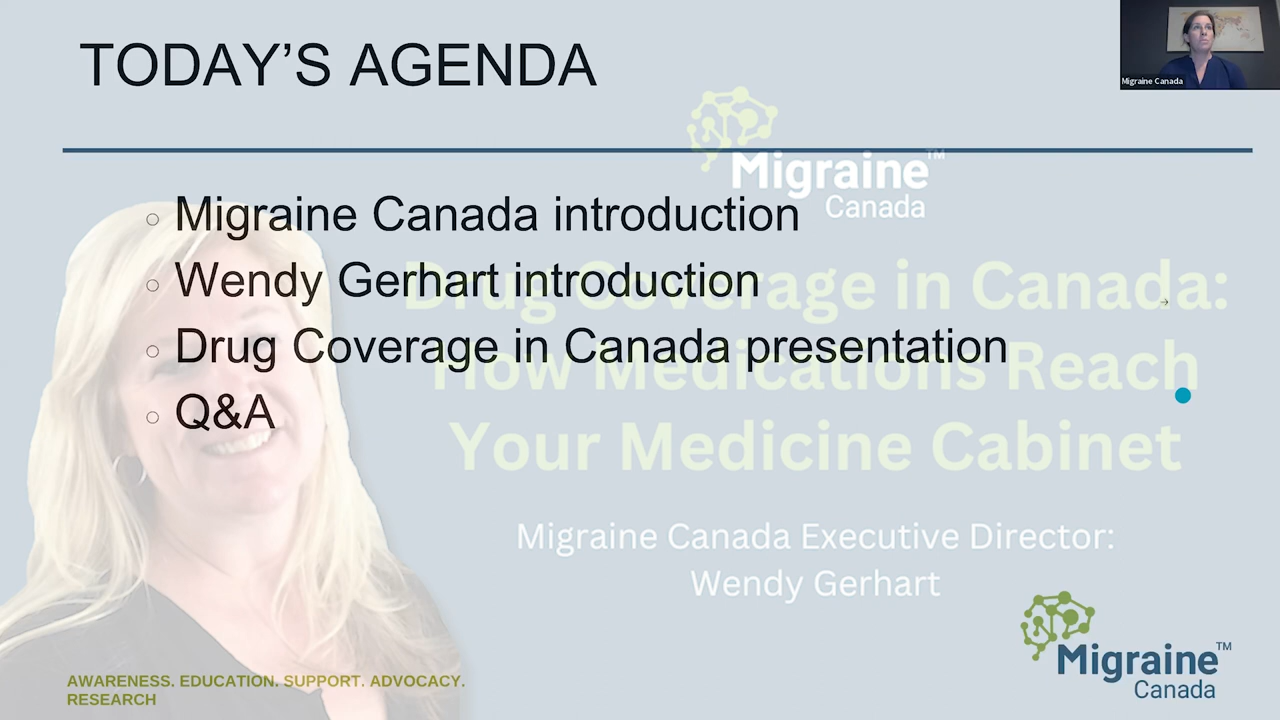 TODAY’S AGENDA
Migraine Canada
Migraine™
Canada
Migraine Canada introduction
Wendy Gerhart introduction
Drug Coverage in Canada presentation
Q&A
Drug Coverage in Canada:
How Medications Reach
Your Medicine Cabinet
Migraine Canada Executive Director:
Wendy Gerhart
Migraine™
Canada
AWARENESS. EDUCATION. SUPPORT. ADVOCACY.
RESEARCH